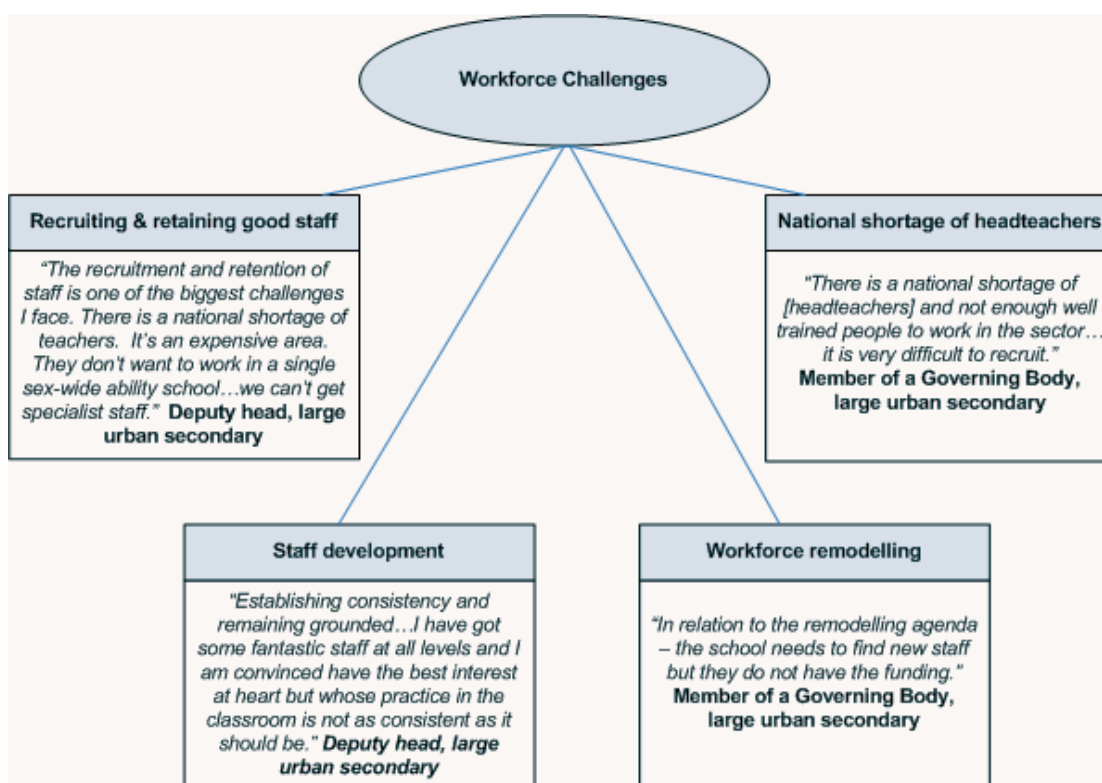 Workforce Challenges
Recruiting & retaining good staff
“The recruitment and retention of
staff is one of the biggest challenges
I face. There is a national shortage of
teachers.  It’s an expensive area.
They don’t want to work in a single
sex-wide ability school…we can’t get
specialist staff.”  Deputy head, large
urban secondary
National shortage of headteachers
“There is a national shortage of
[headteachers] and not enough well
trained people to work in the sector…
it is very difficult to recruit.”
Member of a Governing Body,
large urban secondary
Staff development
“Establishing consistency and
remaining grounded…I have got
some fantastic staff at all levels and I
am convinced have the best interest
at heart but whose practice in the
classroom is not as consistent as it
should be.” Deputy head, large
urban secondary
Workforce remodelling
“In relation to the remodelling agenda
– the school needs to find new staff
but they do not have the funding.”
Member of a Governing Body,
large urban secondary